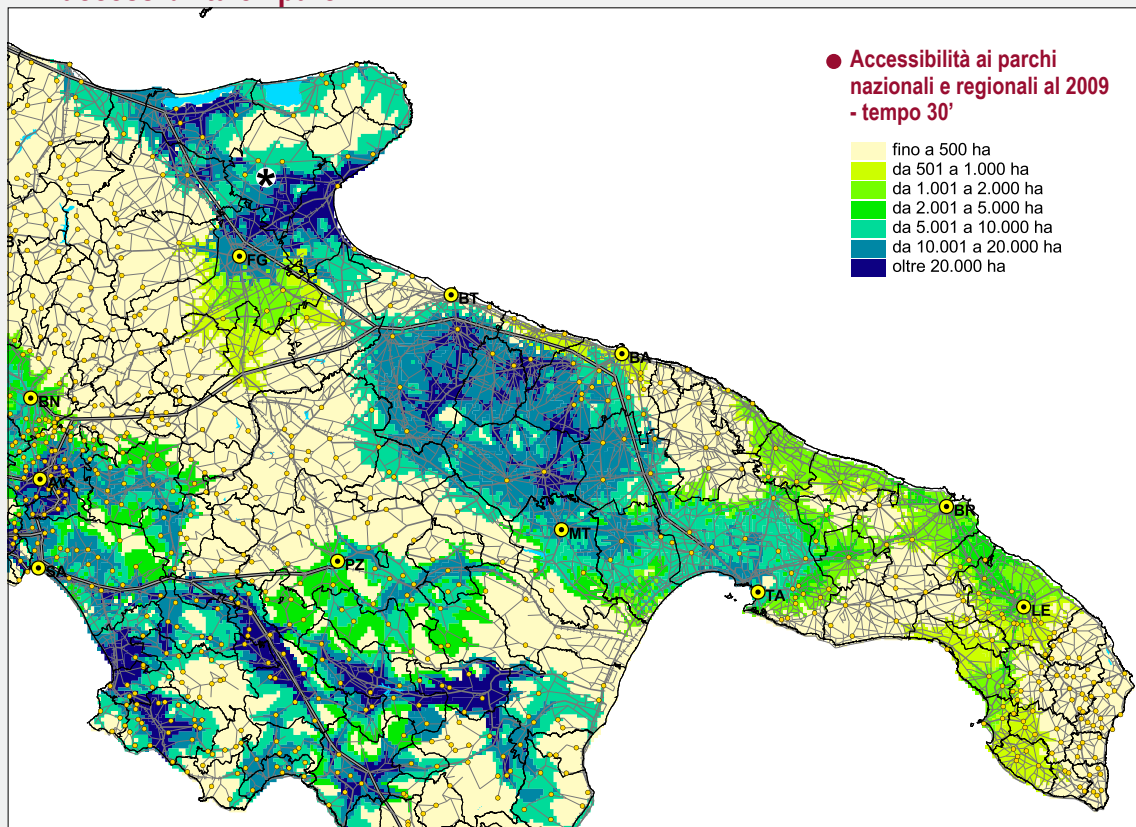 ● Accessibilità ai parchi
nazionali e regionali al 2009
- tempo 30'
fino a 500 ha
da 501 a 1.000 ha
da 1.001 a 2.000 ha
da 2.001 a 5.000 ha
da 5.001 a 10.000 ha
da 10.001 a 20.000 ha
oltre 20.000 ha
*
FG
BT
BA
BN
AV
BR
MT
PZ
SA
TA
LE